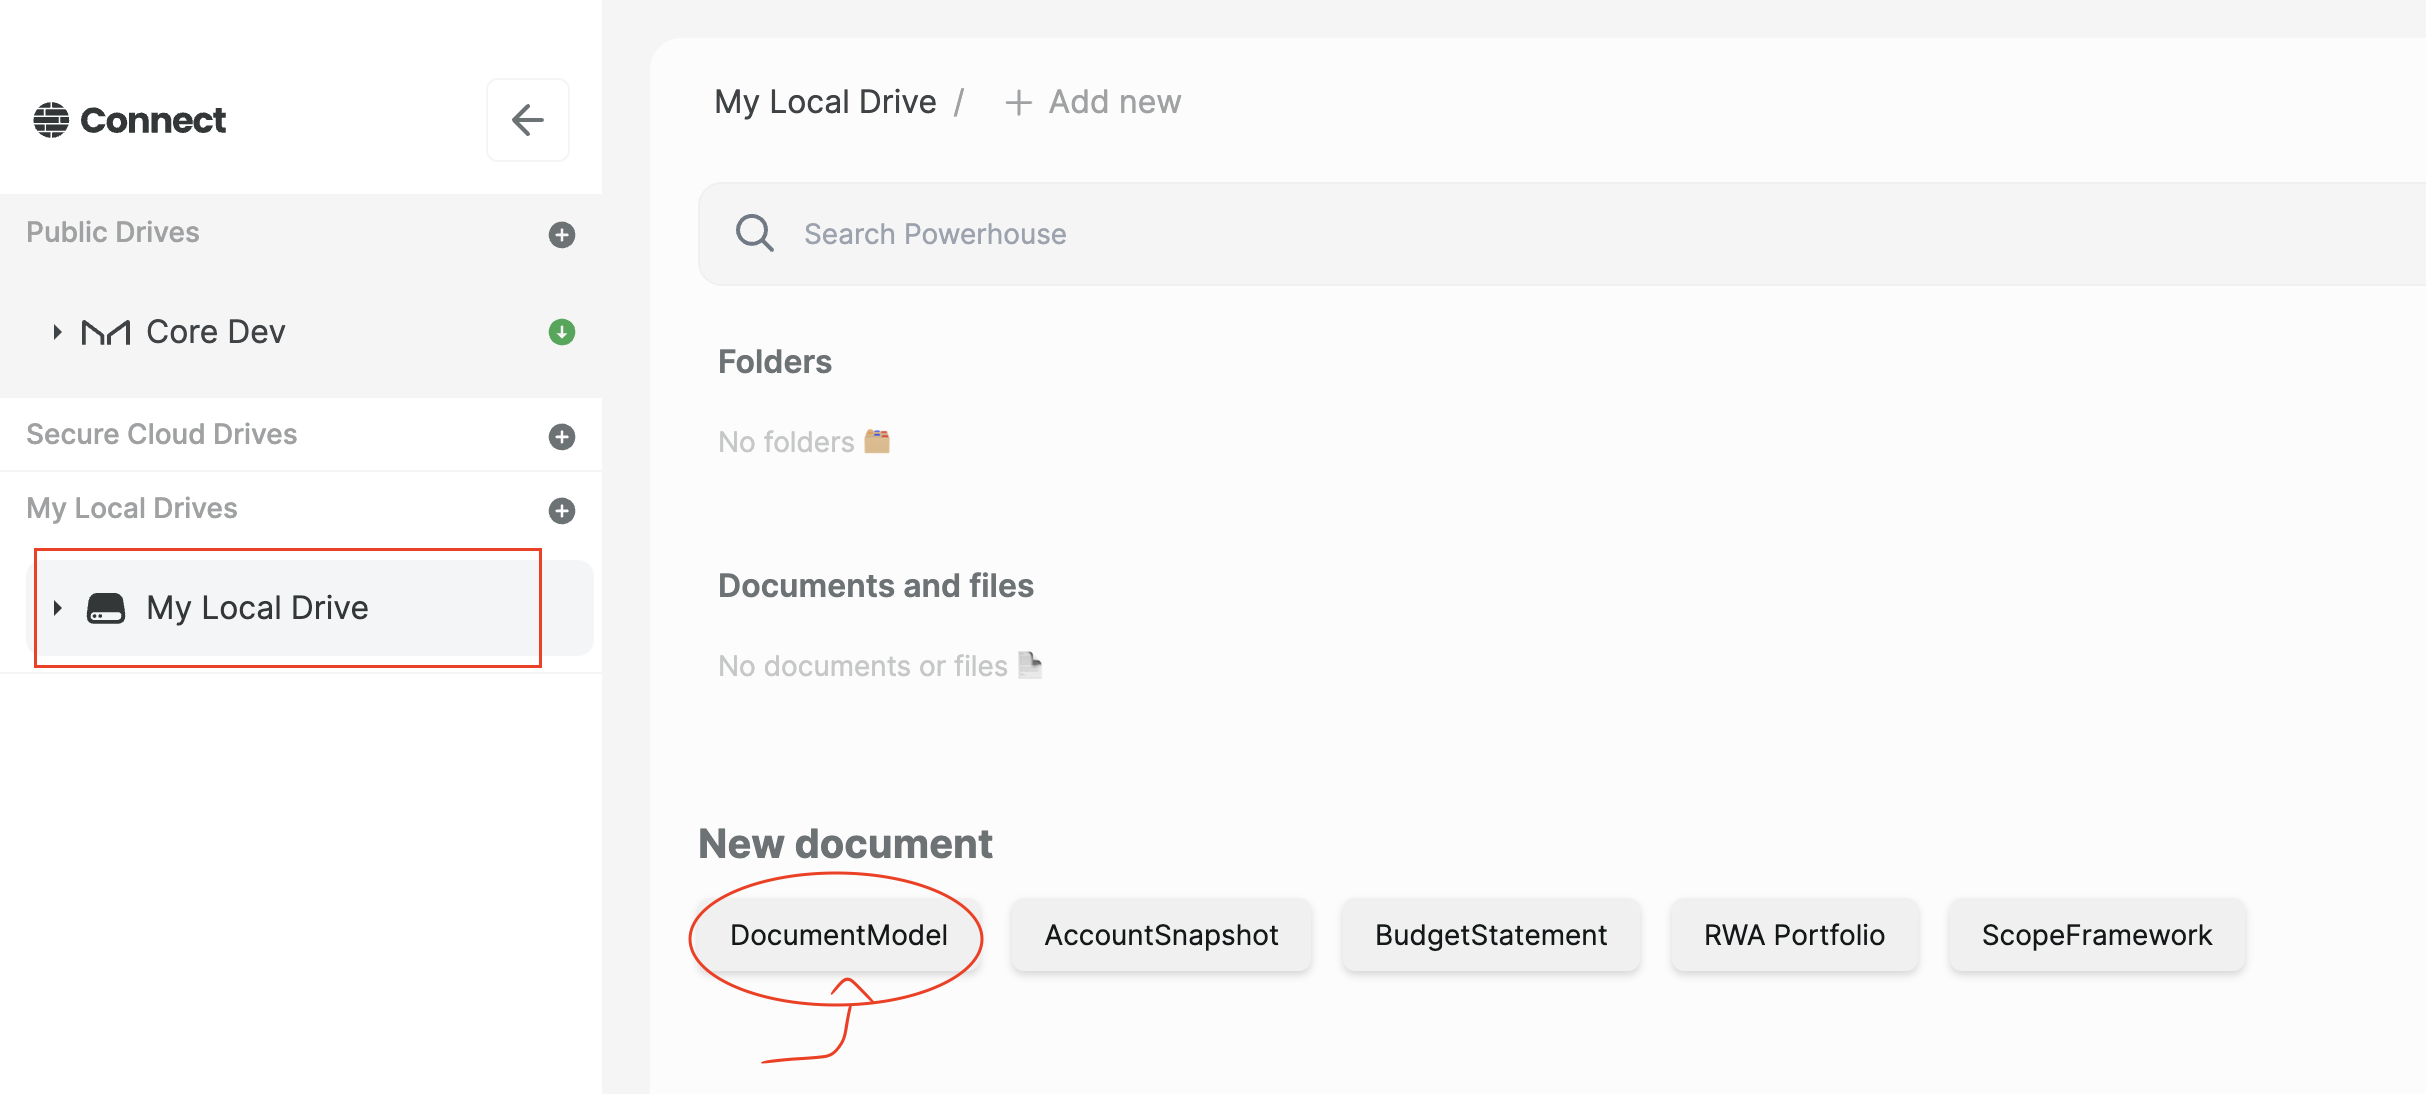 Connect
Public Drives
Core Dev
Secure Cloud Drives
My Local Drives
My Local Drive
My Local Drive / + Add new
Search Powerhouse
Folders
No folders
Documents and files
No documents or files
New document
DocumentModel
AccountSnapshot
BudgetStatement
RWA Portfolio
ScopeFramework